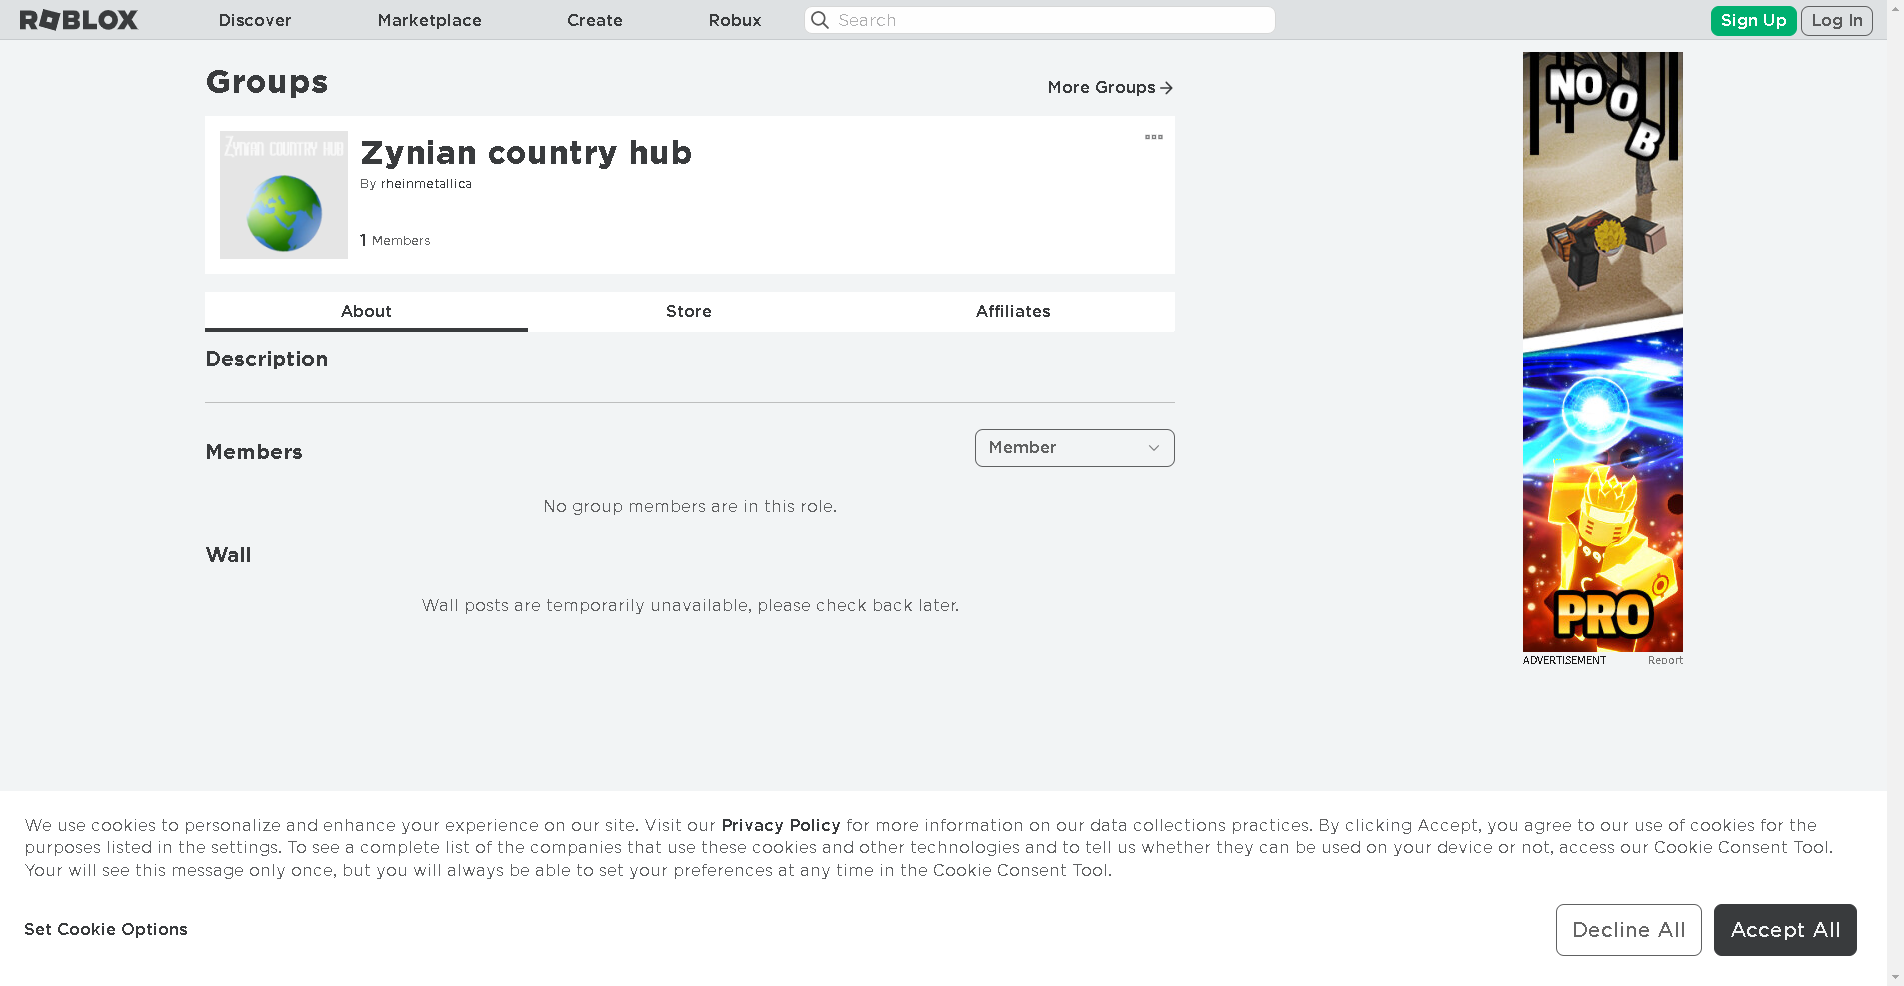 ROBLOX
Discover
Marketplace
Create
Robux
Search
Sign Up
Log In
Groups
More Groups
Zynian country hub
Zynian country hub
By rheinmetallica
1 Members
About
Store
Affiliates
Description
Members
Member
No group members are in this role.
Wall
Wall posts are temporarily unavailable, please check back later.
NOOB
PRO
ADVERTISEMENT
Report
We use cookies to personalize and enhance your experience on our site. Visit our Privacy Policy for more information on our data collections practices. By clicking Accept, you agree to our use of cookies for the
purposes listed in the settings. To see a complete list of the companies that use these cookies and other technologies and to tell us whether they can be used on your device or not, access our Cookie Consent Tool.
Your will see this message only once, but you will always be able to set your preferences at any time in the Cookie Consent Tool.
Set Cookie Options
Decline All
Accept All